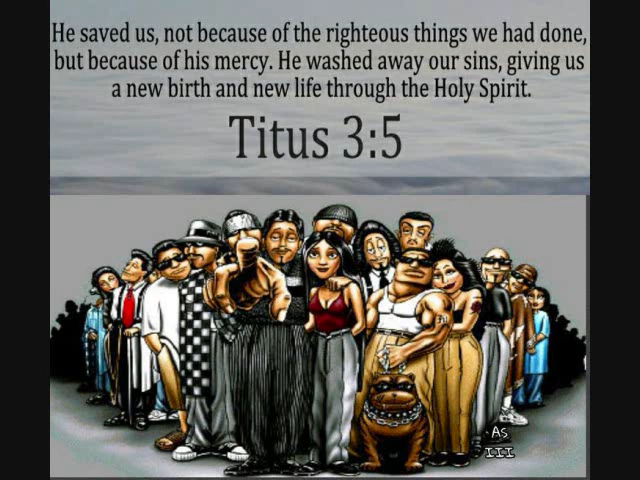 He saved us, not because of the righteous things we had done,
but because of his mercy. He washed away our sins, giving us
a new birth and new life through the Holy Spirit.
Titus 3:5
As
III